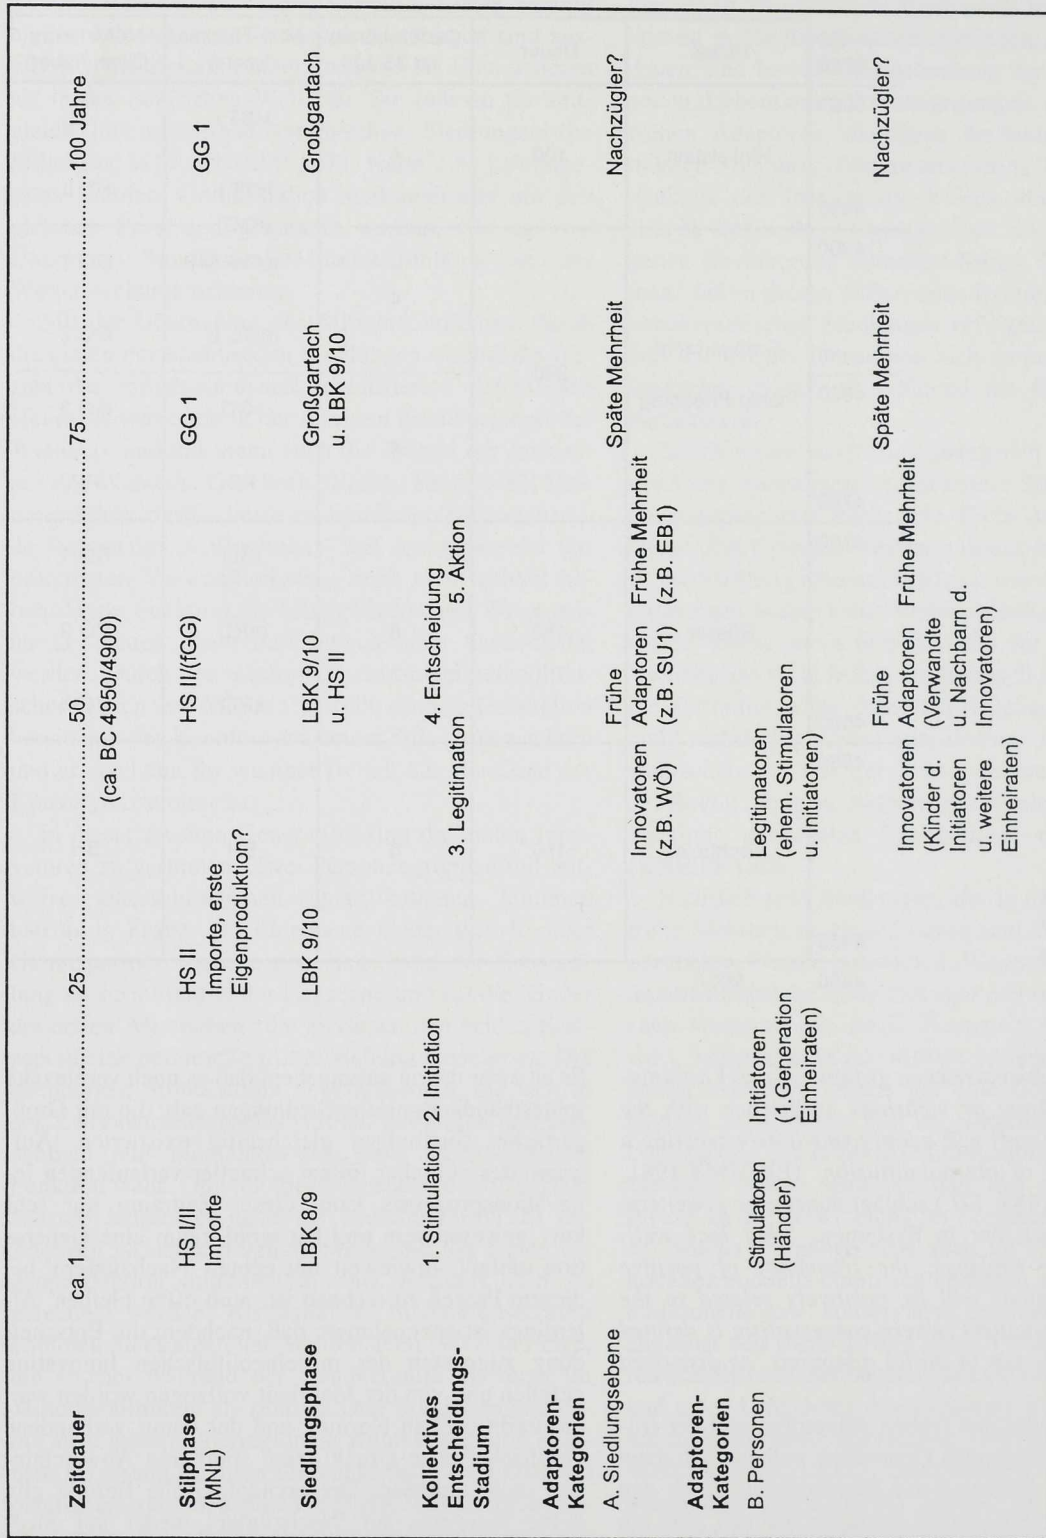 Zeitdauer ca. 1....................25....................50....................75....................100 Jahre
(ca. BC 4950/4900)
Stilphase HS I/II HS II HS II/(fGG) GG 1 GG 1
(MNL) Importe Importe, erste
Eigenproduktion?
Siedlungsphase LBK 8/9 LBK 9/10 LBK 9/10 Großgartach Großgartach
u. HS II u. LBK 9/10
Kollektives 1. Stimulation 2. Initiation 4. Entscheidung
Entscheidungs- 3. Legitimation 5. Aktion
Stadium
Adaptoren-
Kategorien
A. Siedlungsebene Frühe Späte Mehrheit Nachzügler?
Innovatoren Adaptoren Frühe Mehrheit
(z.B. WÖ) (z.B. SU1) (z.B. EB1)
Adaptoren-
Kategorien
B. Personen Stimulatoren Initiatoren Legitimatoren
(Händler) (1.Generation (ehem. Stimulatoren
Einheiraten) u. Initiatoren)
Frühe Späte Mehrheit Nachzügler?
Innovatoren Adaptoren Frühe Mehrheit
(Kinder d. (Verwandte
Initiatoren u. Nachbarn d.
u. weitere Innovatoren)
Einheiraten)